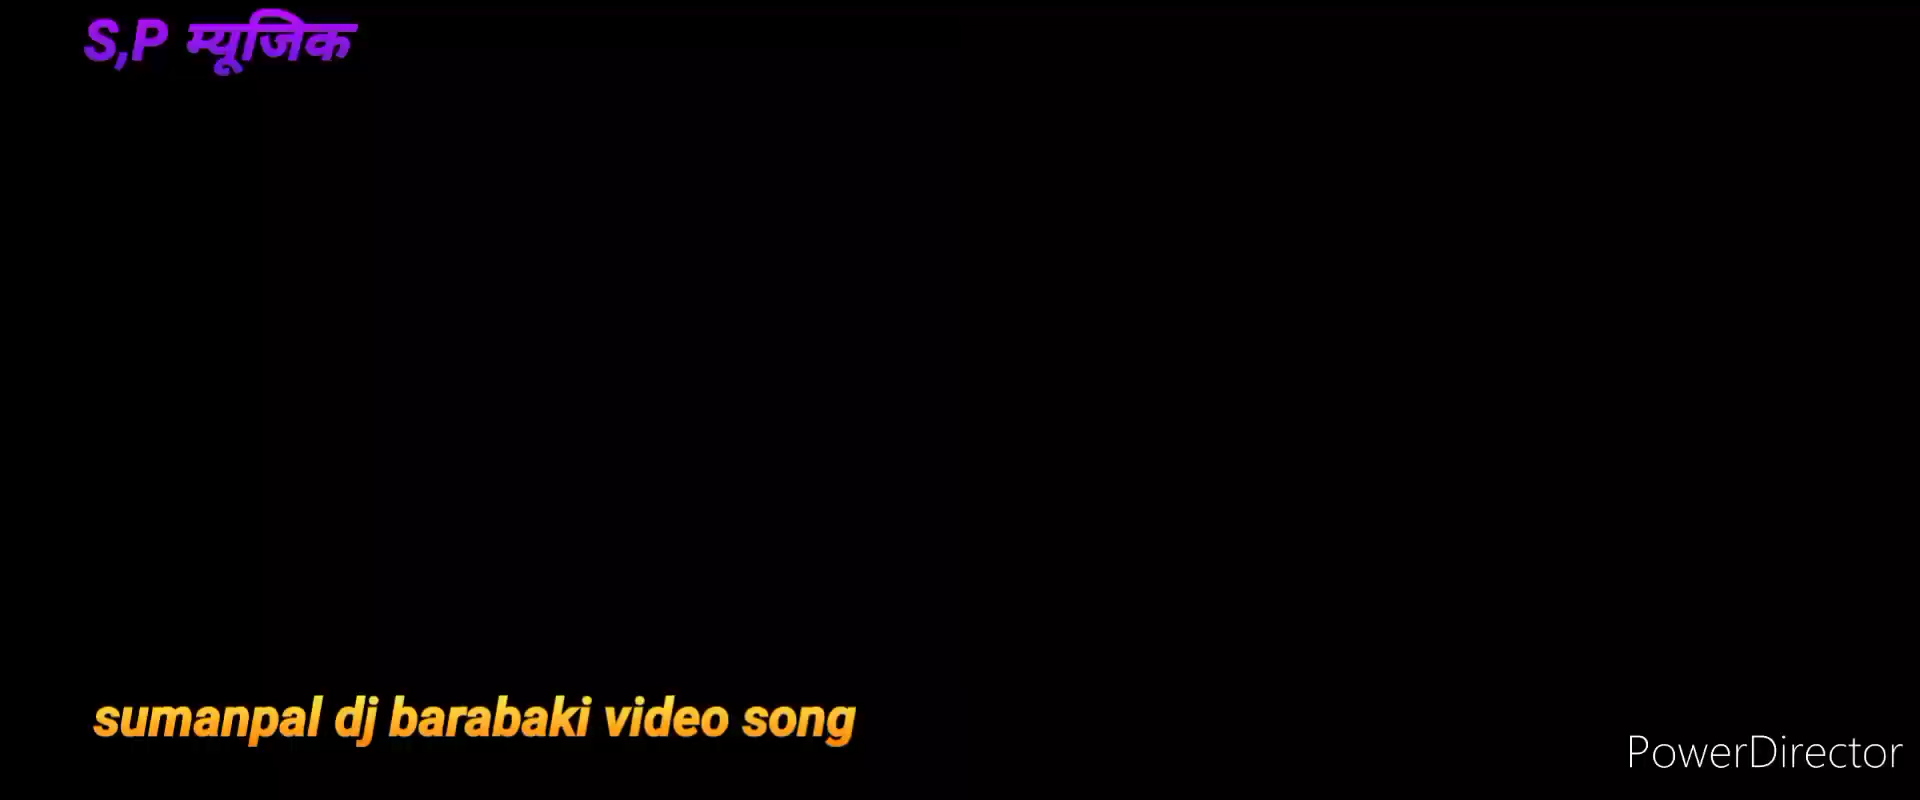 S,P म्यूजिक
sumanpal dj barabaki video song
PowerDirector